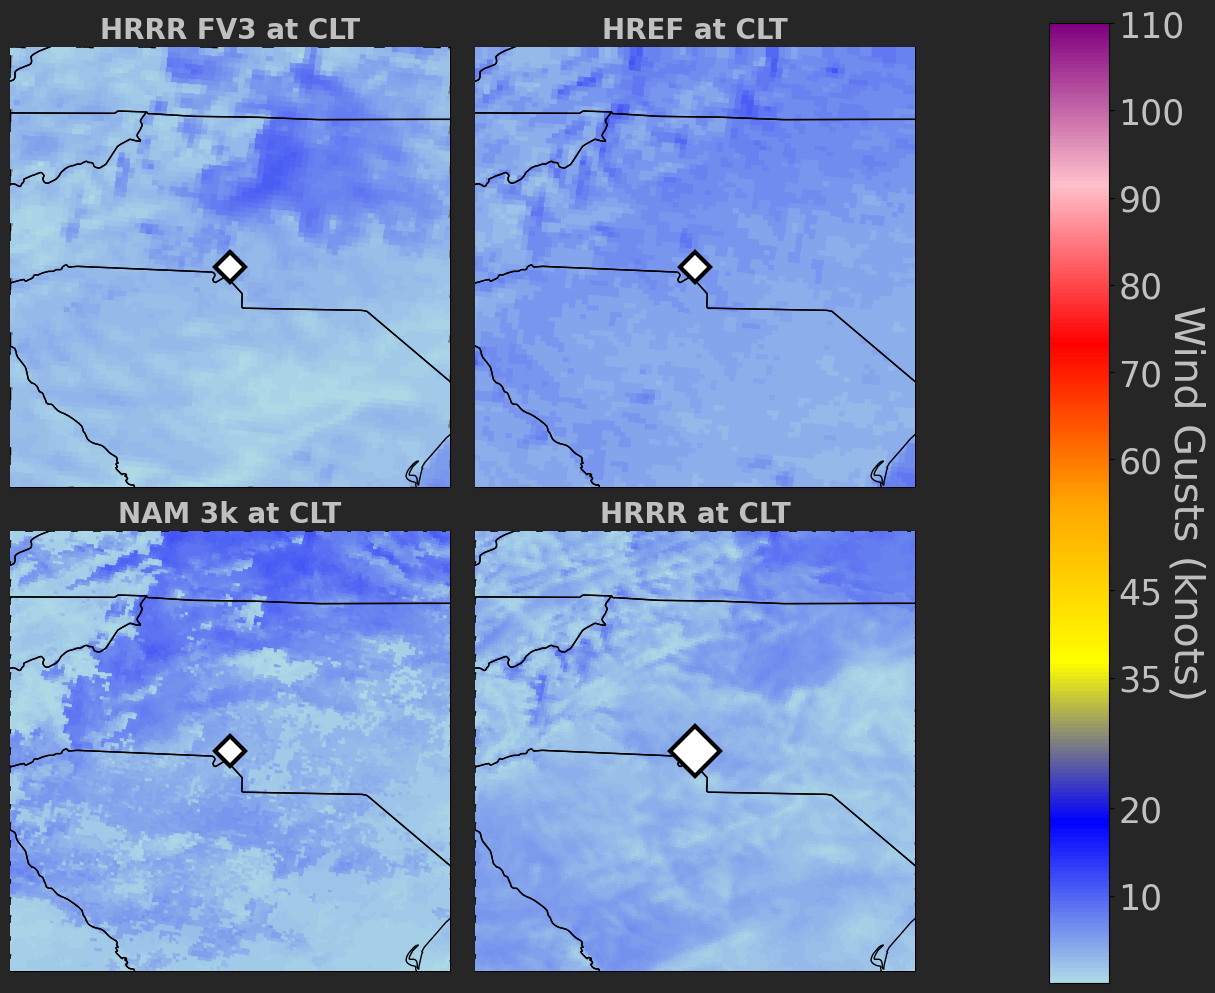 HRRR FV3 at CLT
HREF at CLT
NAM 3k at CLT
HRRR at CLT
110
100
90
80
70
60
45
35
20
10
Wind Gusts (knots)